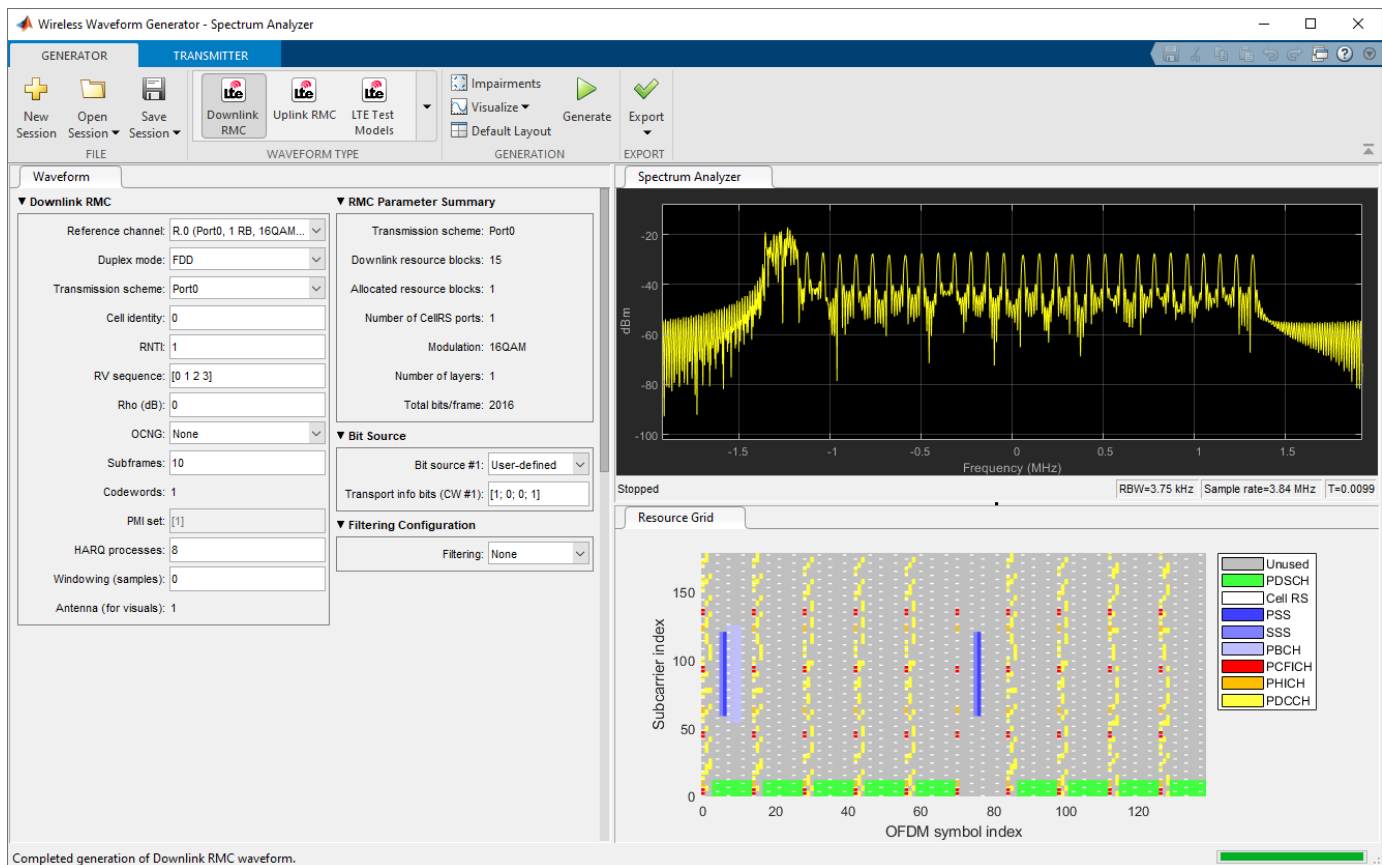 Wireless Waveform Generator - Spectrum Analyzer
GENERATOR
TRANSMITTER
New Session
Open Session
Save Session
FILE
lte
Downlink RMC
lte
Uplink RMC
lte
LTE Test Models
WAVEFORM TYPE
Impairments
Visualize
Default Layout
Generate
GENERATION
Export
EXPORT
Waveform
Downlink RMC
Reference channel: R.0 (Port0, 1 RB, 16QAM...
Duplex mode: FDD
Transmission scheme: Port0
Cell identity: 0
RNTI: 1
RV sequence: [0 1 2 3]
Rho (dB): 0
OCNG: None
Subframes: 10
Codewords: 1
PMI set: [1]
HARQ processes: 8
Windowing (samples): 0
Antenna (for visuals): 1
RMC Parameter Summary
Transmission scheme: Port0
Downlink resource blocks: 15
Allocated resource blocks: 1
Number of CellRS ports: 1
Modulation: 16QAM
Number of layers: 1
Total bits/frame: 2016
Bit Source
Bit source #1: User-defined
Transport info bits (CW #1): [1; 0; 0; 1]
Filtering Configuration
Filtering: None
Spectrum Analyzer
dBm
-20
-40
-60
-80
-100
-1.5 -1 -0.5 0 0.5 1 1.5
Frequency (MHz)
Stopped
RBW=3.75 kHz Sample rate=3.84 MHz T=0.0099
Resource Grid
Subcarrier index
150
100
50
0
0 20 40 60 80 100 120
OFDM symbol index
Unused
PDSCH
Cell RS
PSS
SSS
PBCH
PCFICH
PHICH
PDCCH
Completed generation of Downlink RMC waveform.